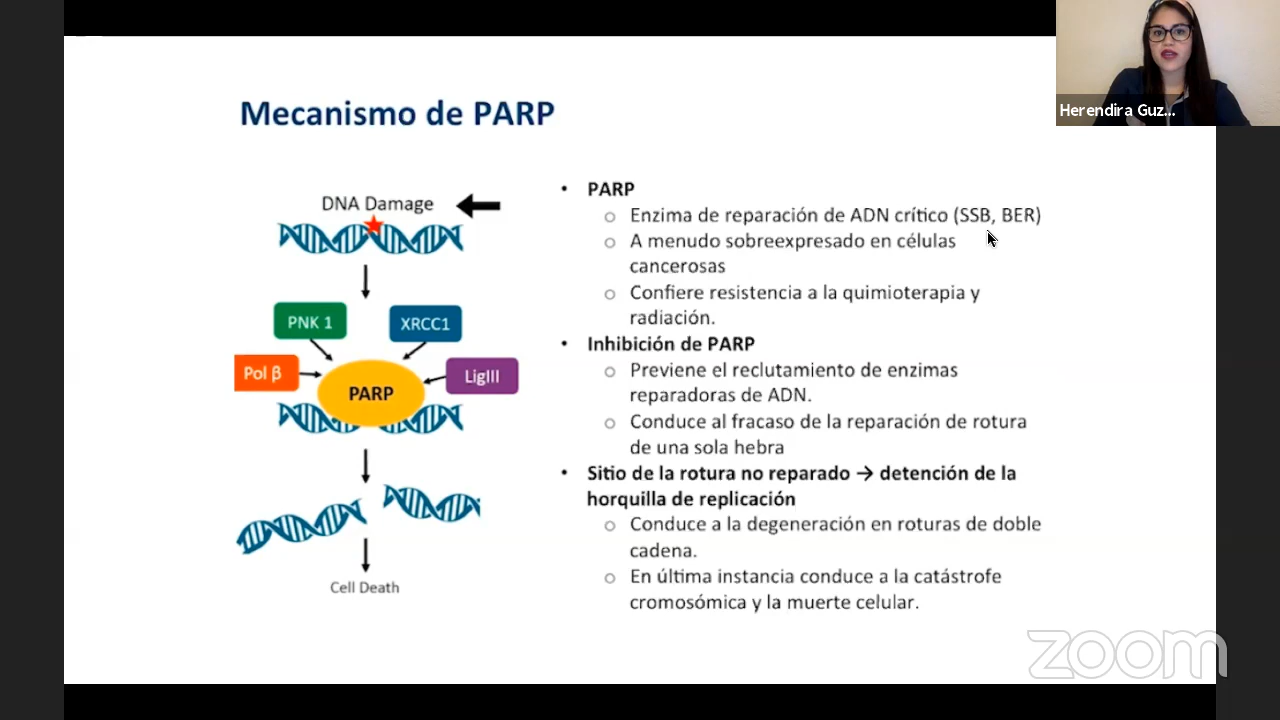 Herendira Guz...
Mecanismo de PARP
DNA Damage
PNK 1
XRCC1
Pol β
LigIII
PARP
Cell Death
• PARP
o Enzima de reparación de ADN crítico (SSB, BER)
o A menudo sobreexpresado en células
cancerosas
o Confiere resistencia a la quimioterapia y
radiación.
• Inhibición de PARP
o Previene el reclutamiento de enzimas
reparadoras de ADN.
o Conduce al fracaso de la reparación de rotura
de una sola hebra
• Sitio de la rotura no reparado → detención de la
horquilla de replicación
o Conduce a la degeneración en roturas de doble
cadena.
o En última instancia conduce a la catástrofe
cromosómica y la muerte celular.
zoom